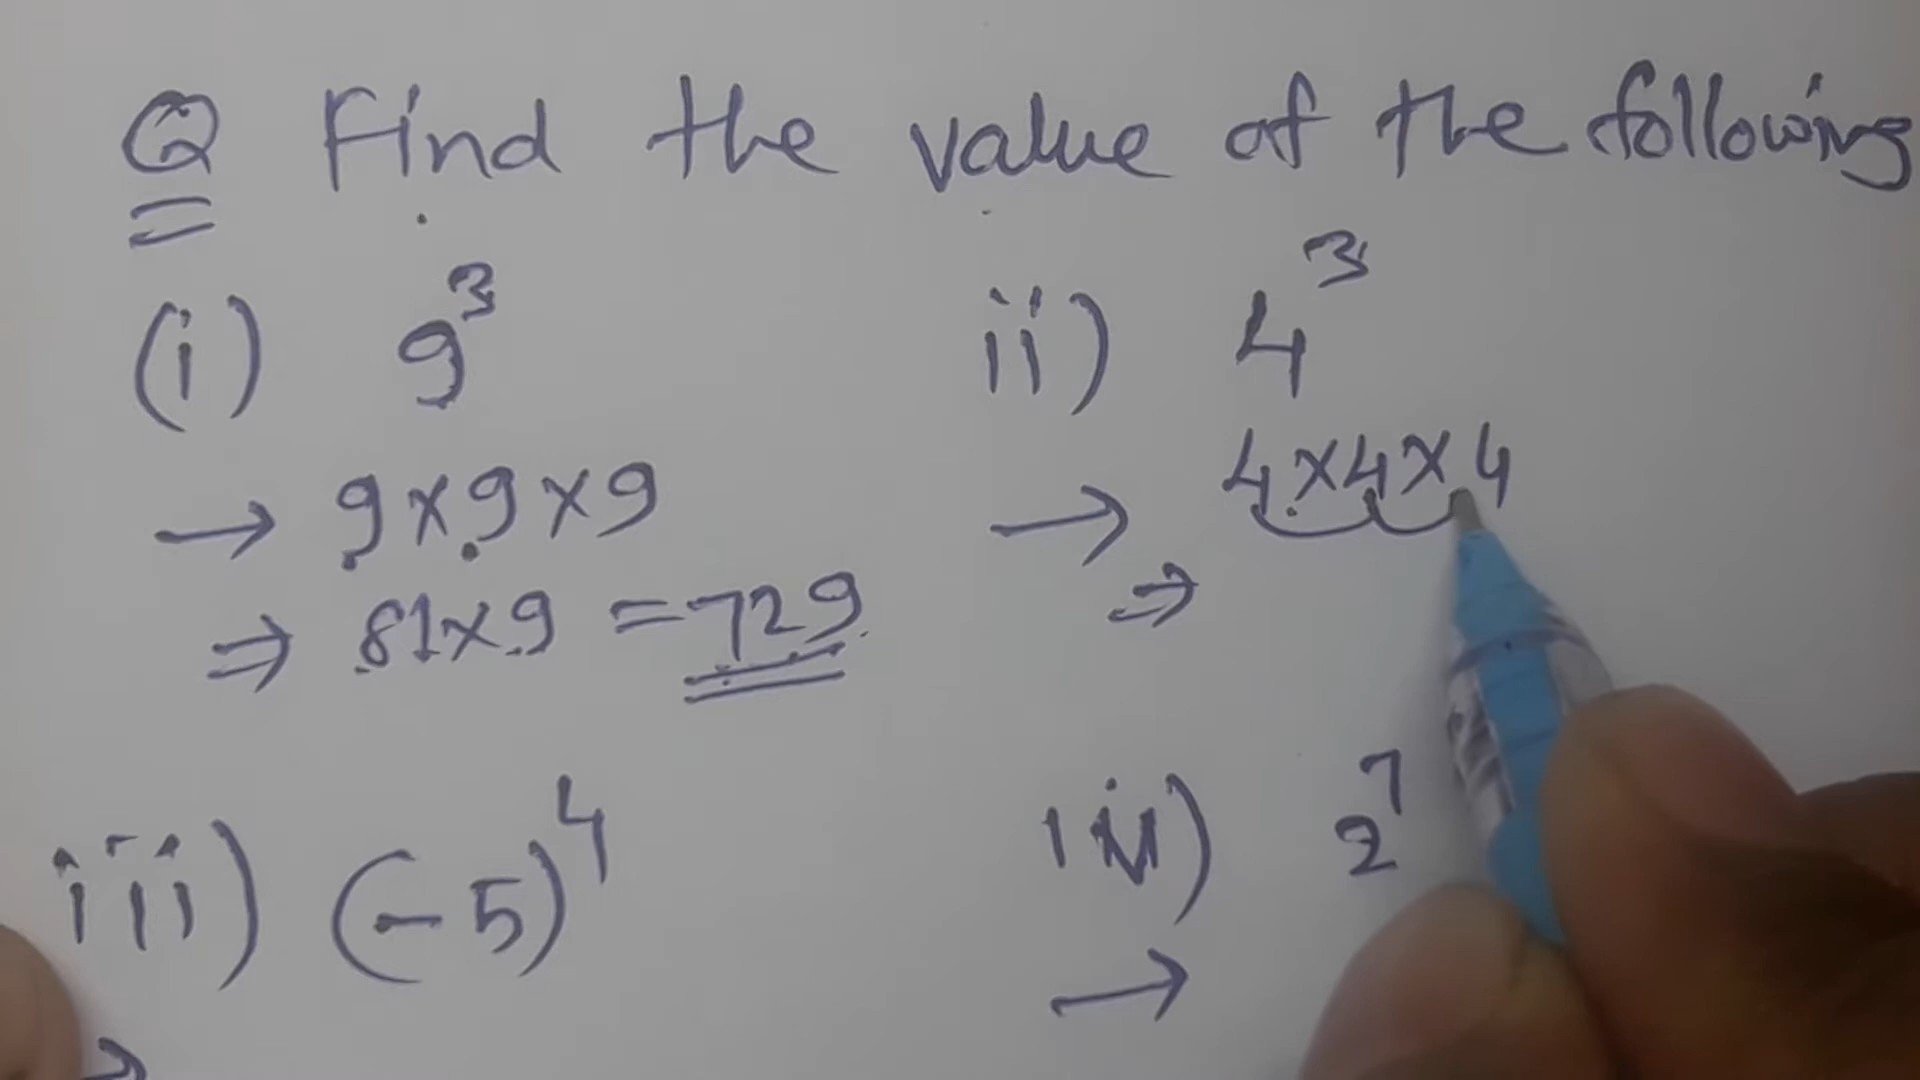 Q Find the value of the following
(i) 9³ ii) 4³
→ 9×9×9 → 4×4×4
⇒ 81×9 = 729 ⇒
iii) (-5)⁴ iv) 2⁷
→
→